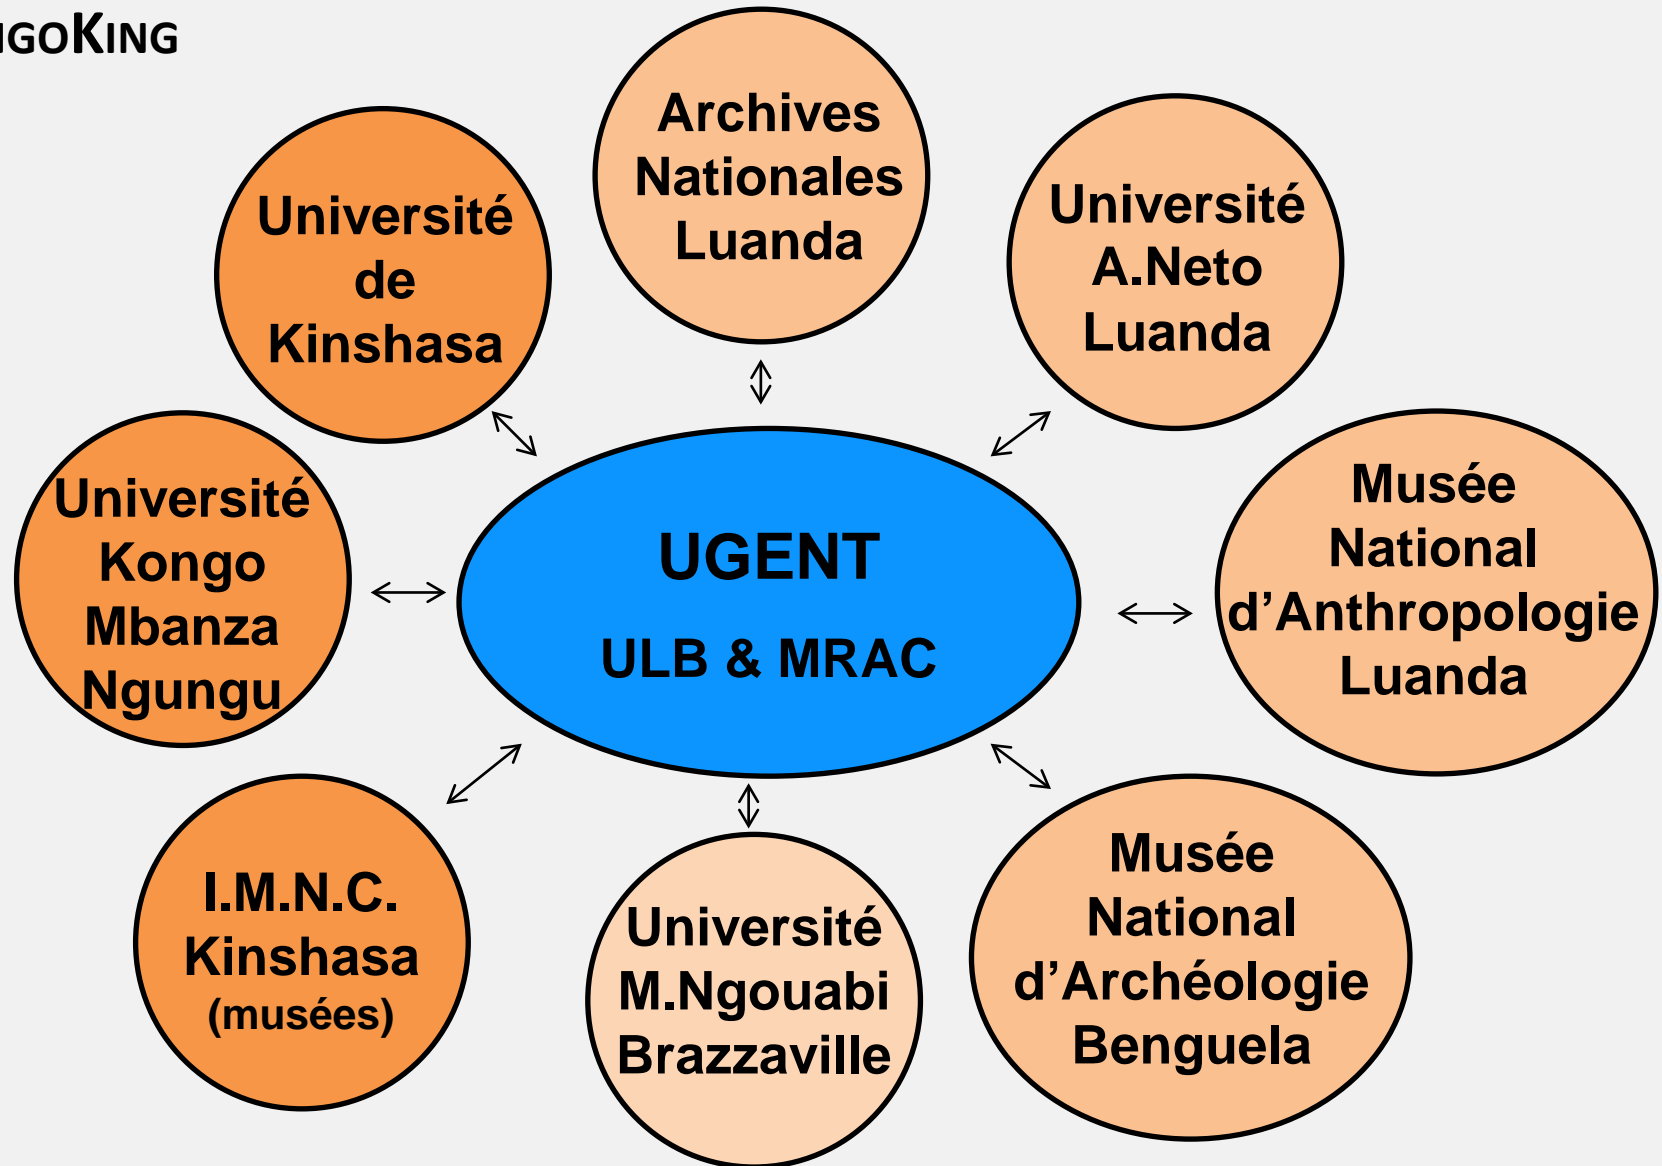 NGOKING
Archives
Nationales
Luanda
Université
de
Kinshasa
Université
A.Neto
Luanda
Université
Kongo
Mbanza
Ngungu
UGENT
ULB & MRAC
Musée
National
d’Anthropologie
Luanda
I.M.N.C.
Kinshasa
(musées)
Université
M.Ngouabi
Brazzaville
Musée
National
d’Archéologie
Benguela